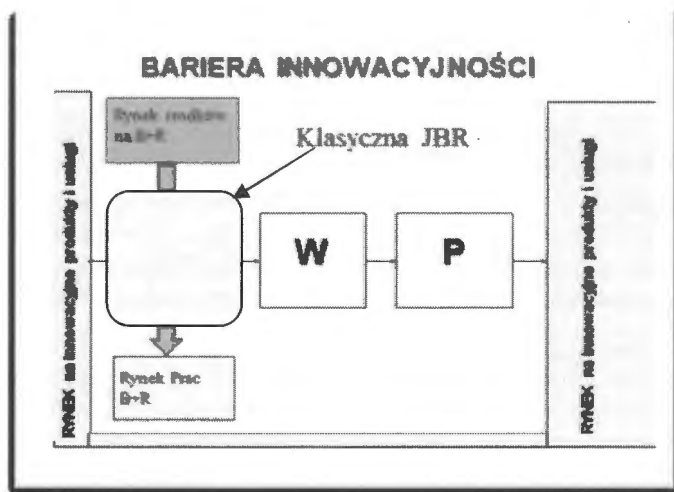 BARIERA INNOWACYJNOŚCI
Rynek środków
na B+R
Klasyczna JBR
W
P
Rynek Prac
B+R
RYNEK na innowacyjne produkty i usługi
RYNEK na innowacyjne produkty i usługi